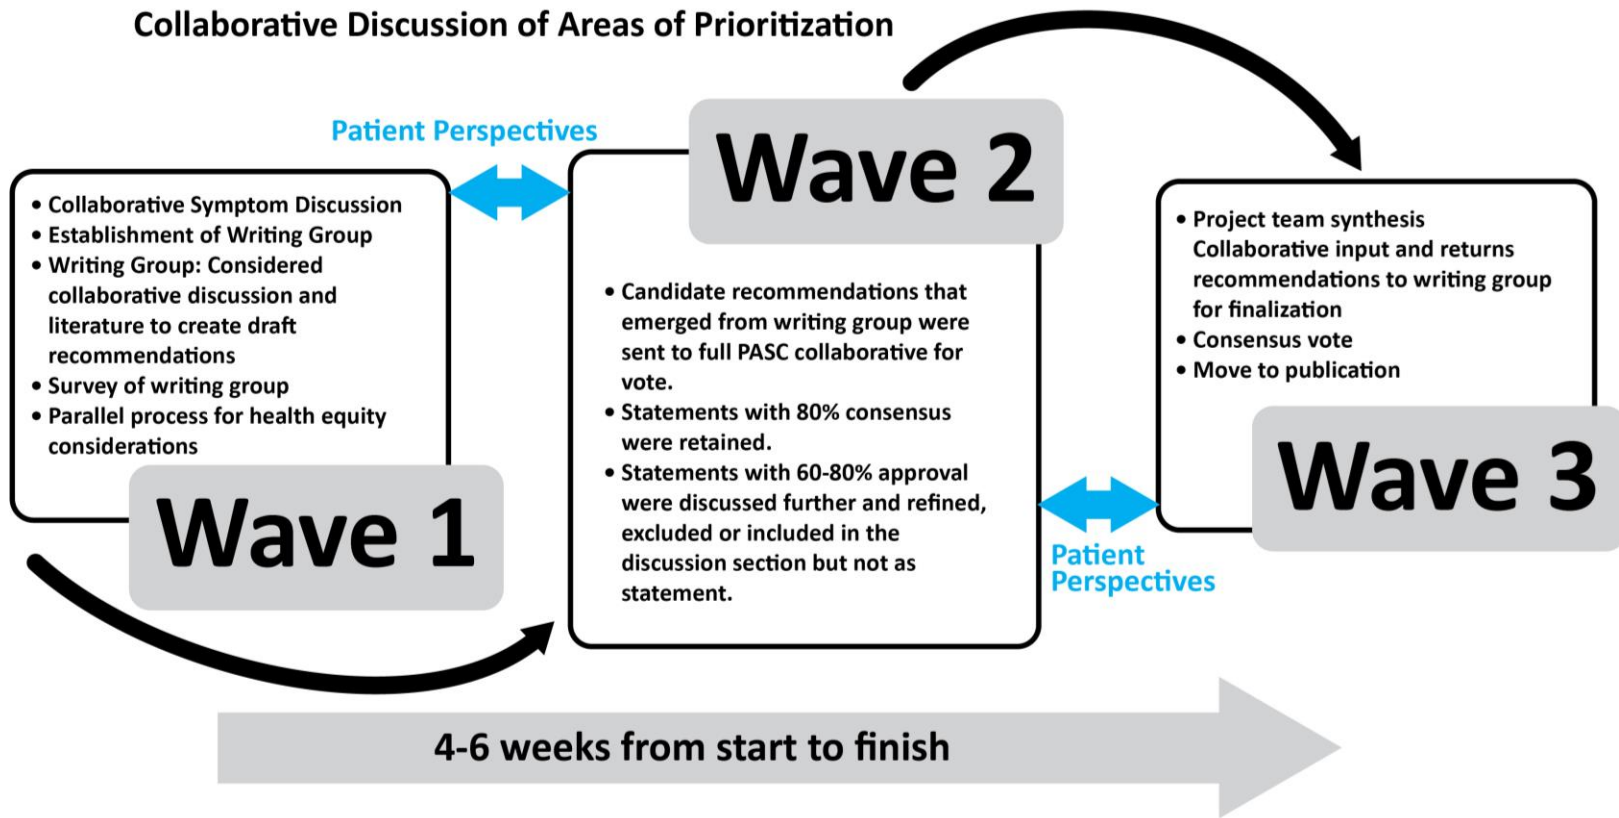 Collaborative Discussion of Areas of Prioritization
Patient Perspectives
• Collaborative Symptom Discussion
• Establishment of Writing Group
• Writing Group: Considered
collaborative discussion and
literature to create draft
recommendations
• Survey of writing group
• Parallel process for health equity
considerations
Wave 1
Wave 2
• Candidate recommendations that
emerged from writing group were
sent to full PASC collaborative for
vote.
• Statements with 80% consensus
were retained.
• Statements with 60-80% approval
were discussed further and refined,
excluded or included in the
discussion section but not as
statement.
Patient
Perspectives
• Project team synthesis
Collaborative input and returns
recommendations to writing group
for finalization
• Consensus vote
• Move to publication
Wave 3
4-6 weeks from start to finish